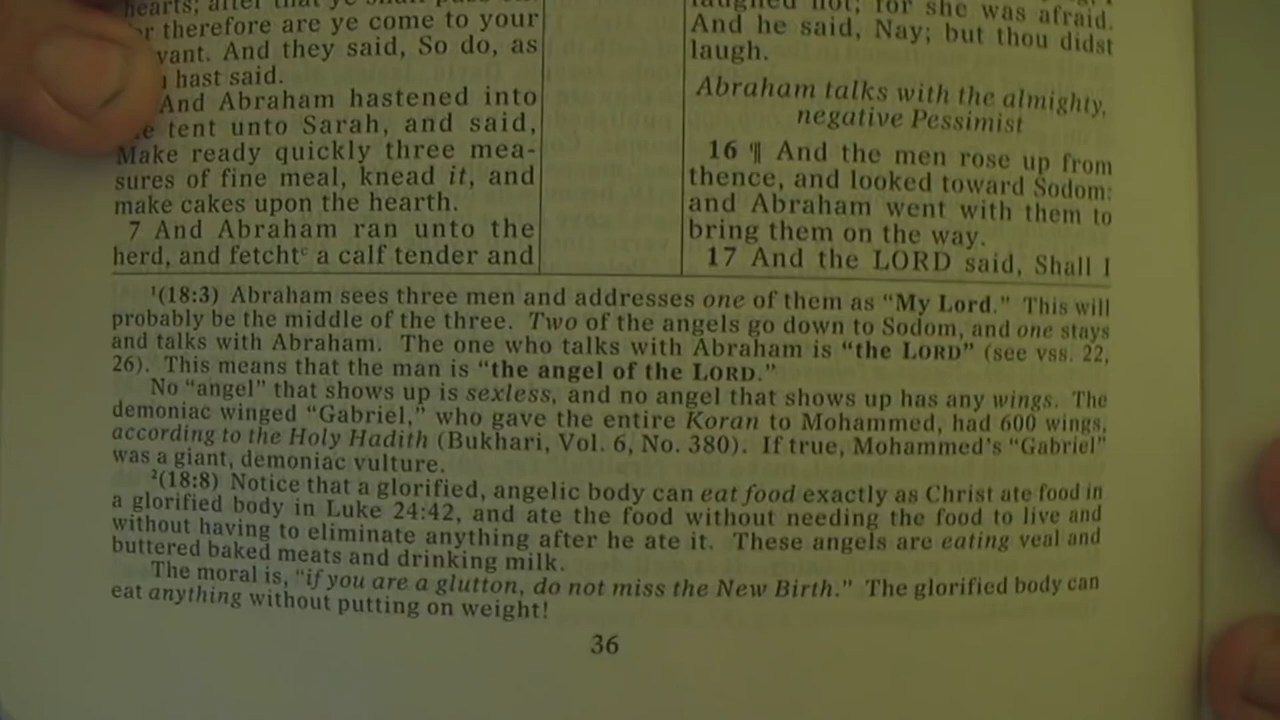 hearts; after that ye shall pass
therefore are ye come to your
vant. And they said, So do, as
hast said.
And Abraham hastened into
tent unto Sarah, and said,
Make ready quickly three mea-
sures of fine meal, knead it, and
make cakes upon the hearth.
7 And Abraham ran unto the
herd, and fetchtᶜ a calf tender and
laughed not; for she was afraid.
And he said, Nay; but thou didst
laugh.
Abraham talks with the almighty,
negative Pessimist
16 ¶ And the men rose up from
thence, and looked toward Sodom:
and Abraham went with them to
bring them on the way.
17 And the LORD said, Shall I
¹(18:3) Abraham sees three men and addresses one of them as “My Lord.” This will
probably be the middle of the three. Two of the angels go down to Sodom, and one stays
and talks with Abraham. The one who talks with Abraham is “the LORD” (see vss. 22,
26). This means that the man is “the angel of the LORD.”
No “angel” that shows up is sexless, and no angel that shows up has any wings. The
demoniac winged “Gabriel,” who gave the entire Koran to Mohammed, had 600 wings,
according to the Holy Hadith (Bukhari, Vol. 6, No. 380). If true, Mohammed’s “Gabriel”
was a giant, demoniac vulture.
²(18:8) Notice that a glorified, angelic body can eat food exactly as Christ ate food in
a glorified body in Luke 24:42, and ate the food without needing the food to live and
without having to eliminate anything after he ate it. These angels are eating veal and
buttered baked meats and drinking milk.
The moral is, “if you are a glutton, do not miss the New Birth.” The glorified body can
eat anything without putting on weight!
36